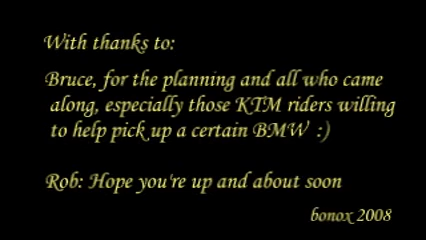 With thanks to:
Bruce, for the planning and all who came
along, especially those KTM riders willing
to help pick up a certain BMW :)
Rob: Hope you're up and about soon
bonox 2008